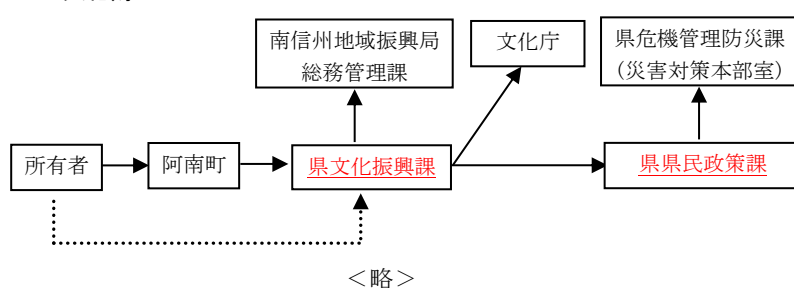 南信州地域振興局
総務管理課
文化庁
県危機管理防災課
（災害対策本部室）
所有者
阿南町
県文化振興課
県県民政策課
＜略＞